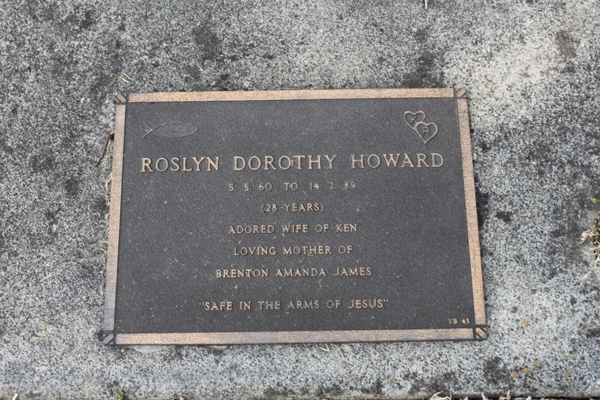 ROSLYN DOROTHY HOWARD
5 5 60 TO 14 2 89
(28 YEARS)
ADORED WIFE OF KEN
LOVING MOTHER OF
BRENTON AMANDA JAMES
"SAFE IN THE ARMS OF JESUS"